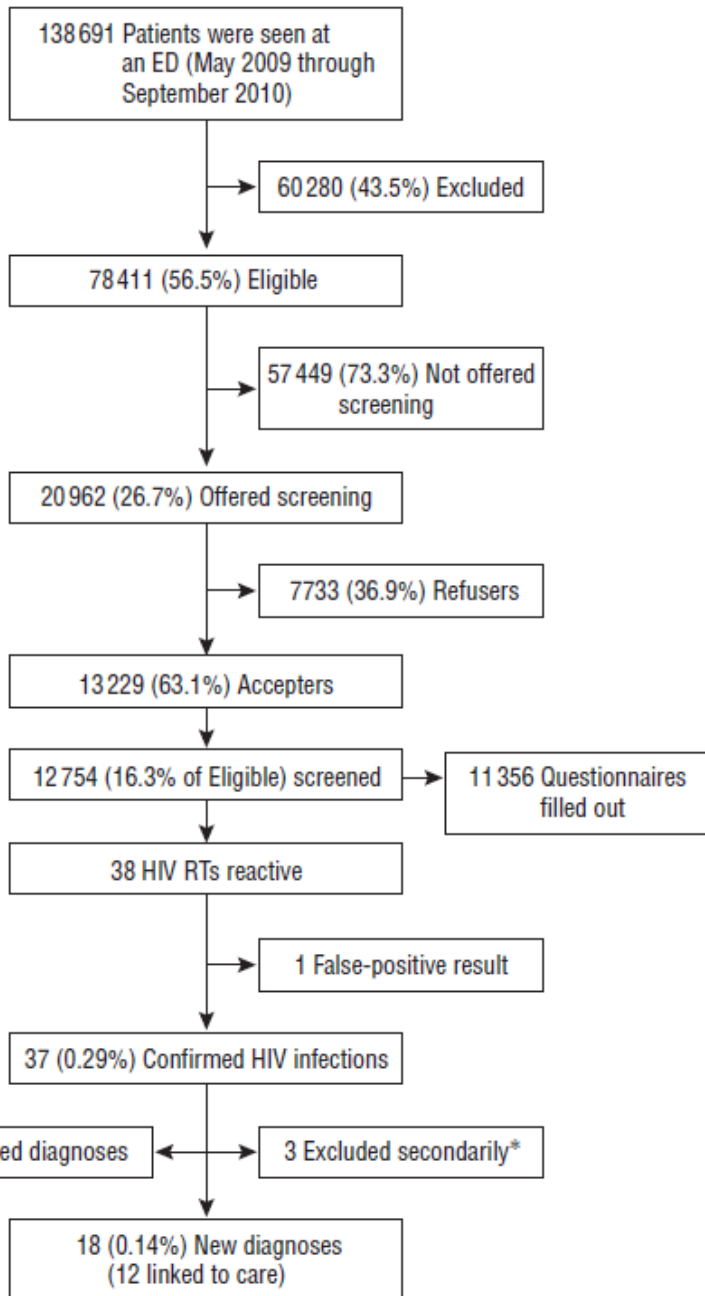 138 691 Patients were seen at
an ED (May 2009 through
September 2010)
60 280 (43.5%) Excluded
78 411 (56.5%) Eligible
57 449 (73.3%) Not offered
screening
20 962 (26.7%) Offered screening
7733 (36.9%) Refusers
13 229 (63.1%) Accepters
12 754 (16.3% of Eligible) screened
11 356 Questionnaires
filled out
38 HIV RTs reactive
1 False-positive result
37 (0.29%) Confirmed HIV infections
diagnoses
3 Excluded secondarily*
18 (0.14%) New diagnoses
(12 linked to care)